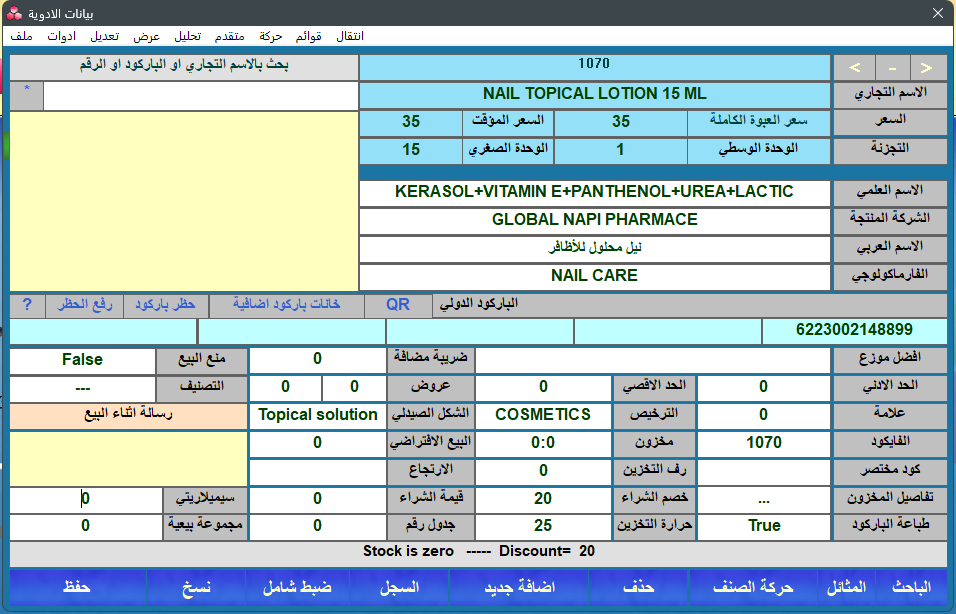 بيانات الادوية
ملف ادوات تعديل عرض تحليل متقدم حركة قوائم انتقال
بحث بالاسم التجاري او الباركود او الرقم
*
1070
< - >
الاسم التجاري NAIL TOPICAL LOTION 15 ML
السعر سعر العبوة الكاملة 35 السعر المؤقت 35
التجزئة الوحدة الوسطي 1 الوحدة الصغري 15
الاسم العلمي KERASOL+VITAMIN E+PANTHENOL+UREA+LACTIC
الشركة المنتجة GLOBAL NAPI PHARMACE
الاسم العربي نيل محلول للأظافر
الفارماكولوجي NAIL CARE
الباركود الدولي QR خانات باركود اضافية حظر باركود رفع الحظر ?
6223002148899
افضل موزع ضريبة مضافة 0 منع البيع False
الحد الادني 0 الحد الاقصي 0 عروض 0 0 التصنيف ---
علامة 0 الترخيص COSMETICS الشكل الصيدلي Topical solution رسالة اثناء البيع
الفايكود 1070 مخزون 0:0 البيع الافتراضي 0
كود مختصر رف التخزين 0 الارتجاع
تفاصيل المخزون ... خصم الشراء 20 قيمة الشراء 0 سيميلاريتي 0
طباعة الباركود True حرارة التخزين 25 جدول رقم 0 مجموعة بيعية 0
Stock is zero ----- Discount= 20
الباحث المثائل حركة الصنف حذف اضافة جديد السجل ضبط شامل نسخ حفظ